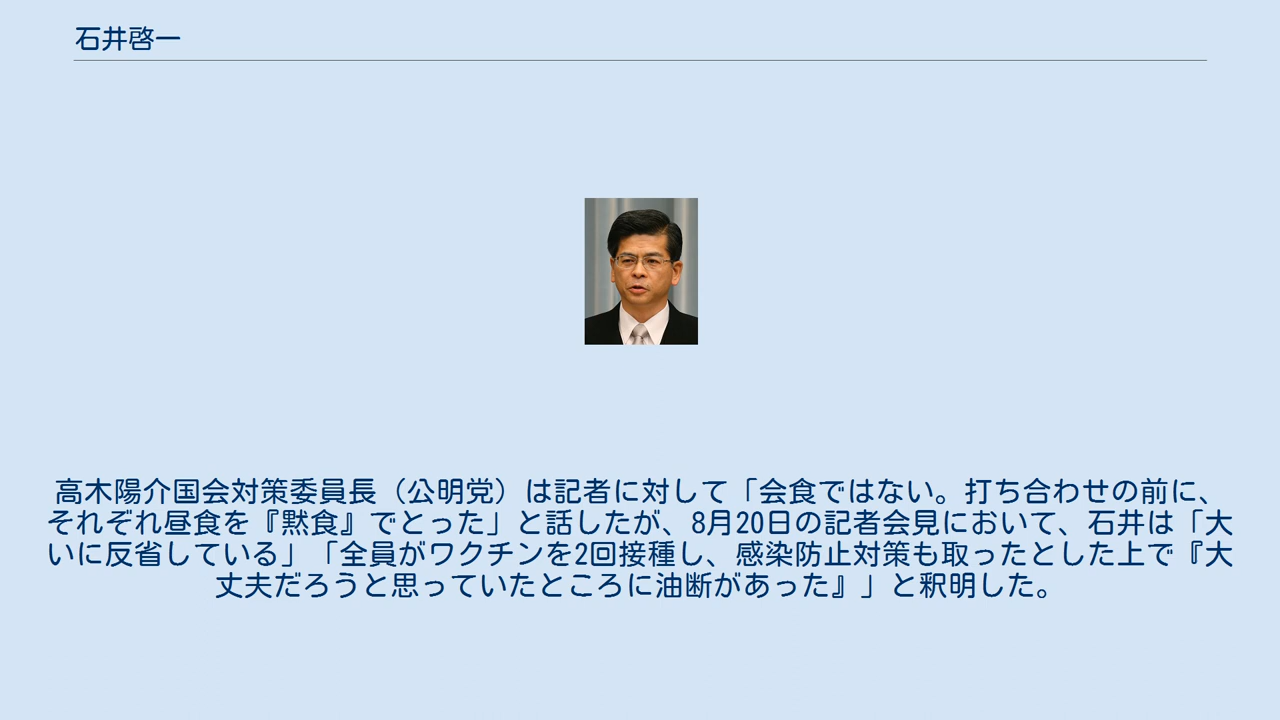 石井啓一
高木陽介国会対策委員長（公明党）は記者に対して「会食ではない。打ち合わせの前に、
それぞれ昼食を『黙食』でとった」と話したが、8月20日の記者会見において、石井は「大
いに反省している」「全員がワクチンを2回接種し、感染防止対策も取ったとした上で『大
丈夫だろうと思っていたところに油断があった』」と釈明した。